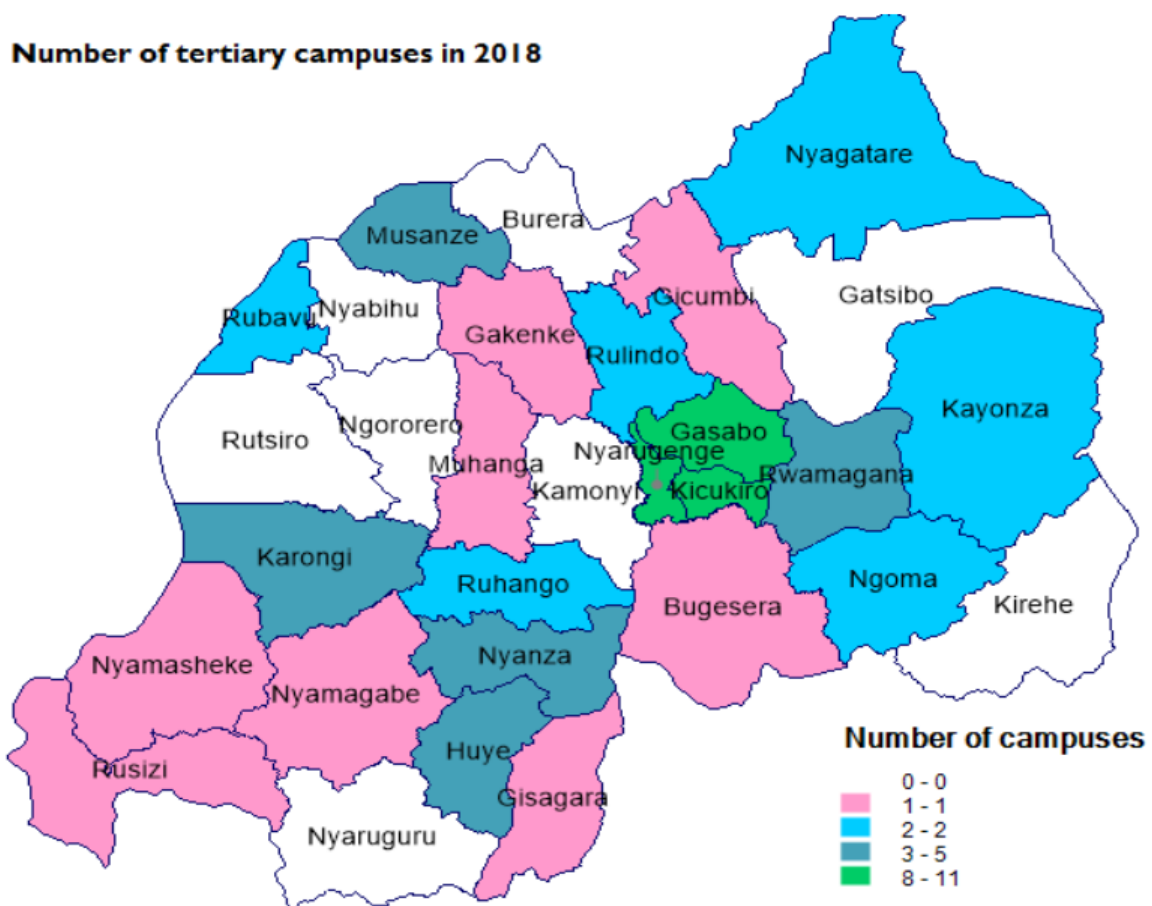 Number of tertiary campuses in 2018
Nyagatare
Burera
Musanze
Gicumbi
Gatsibo
Rubavu
Nyabihu
Gakenke
Rulindo
Kayonza
Rutsiro
Ngororero
Gasabo
Nyarugenge
Muhanga
Rwamagana
Kamonyi
Kicukiro
Karongi
Ruhango
Ngoma
Bugesera
Kirehe
Nyanza
Nyamasheke
Nyamagabe
Huye
Rusizi
Gisagara
Nyaruguru
Number of campuses
0 - 0
1 - 1
2 - 2
3 - 5
8 - 11